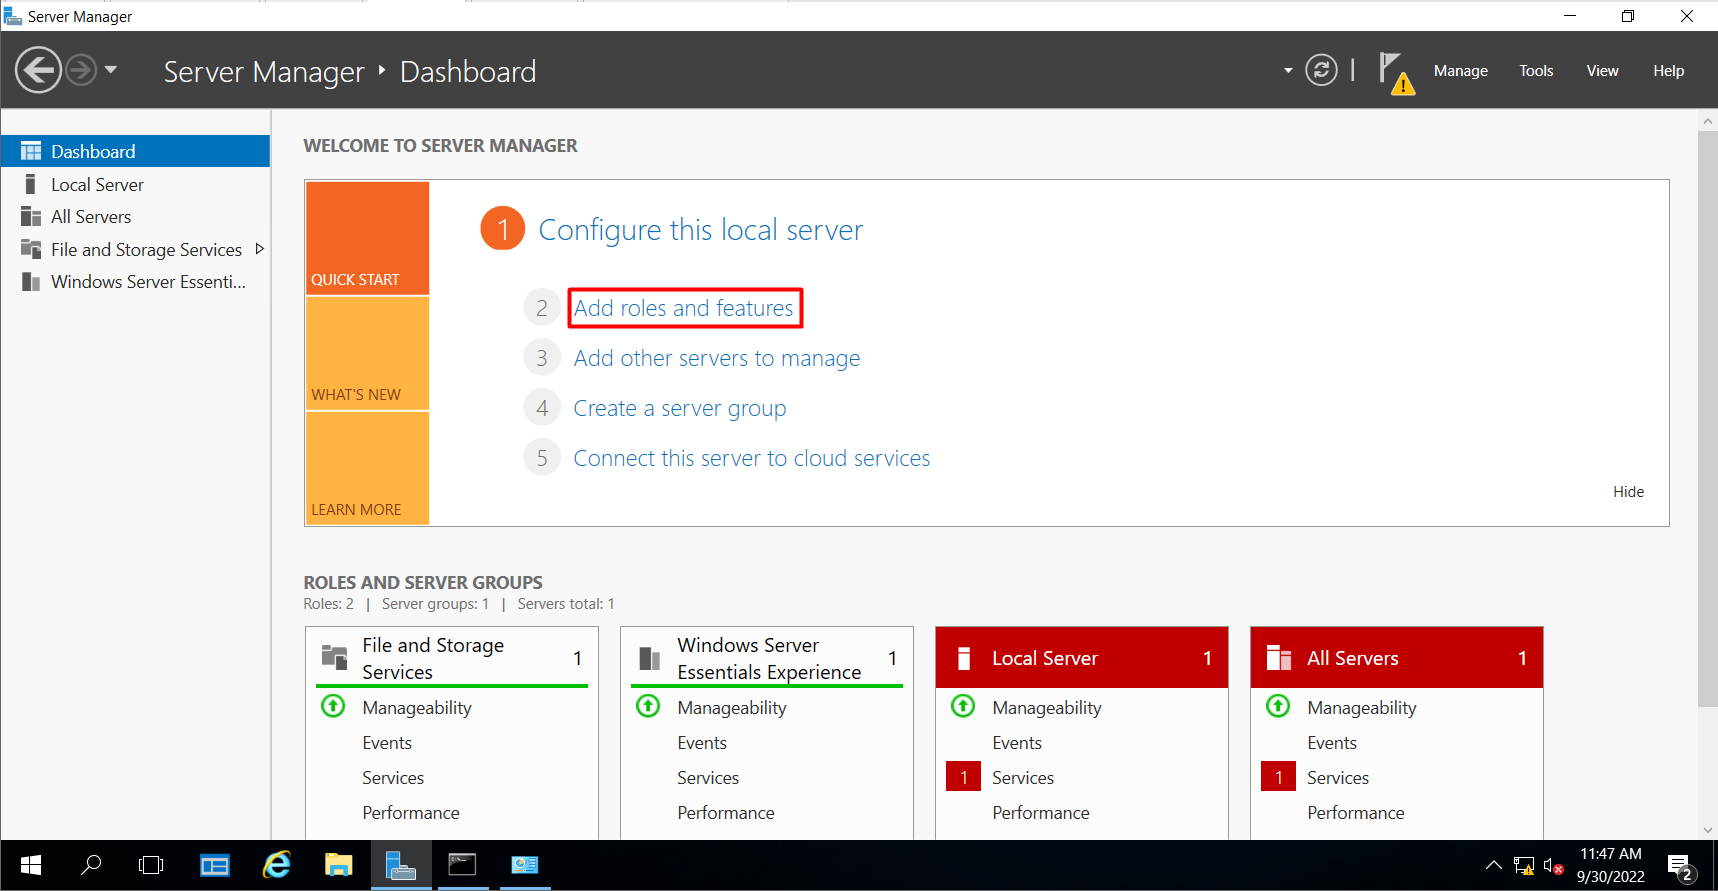 Server Manager
Server Manager ‣ Dashboard
Manage Tools View Help
Dashboard
Local Server
All Servers
File and Storage Services
Windows Server Essenti...
WELCOME TO SERVER MANAGER
QUICK START
WHAT'S NEW
LEARN MORE
1 Configure this local server
2 Add roles and features
3 Add other servers to manage
4 Create a server group
5 Connect this server to cloud services
Hide
ROLES AND SERVER GROUPS
Roles: 2 | Server groups: 1 | Servers total: 1
File and Storage
Services 1
Manageability
Events
Services
Performance
Windows Server
Essentials Experience 1
Manageability
Events
Services
Performance
Local Server 1
Manageability
Events
1 Services
Performance
All Servers 1
Manageability
Events
1 Services
Performance
11:47 AM
9/30/2022
2